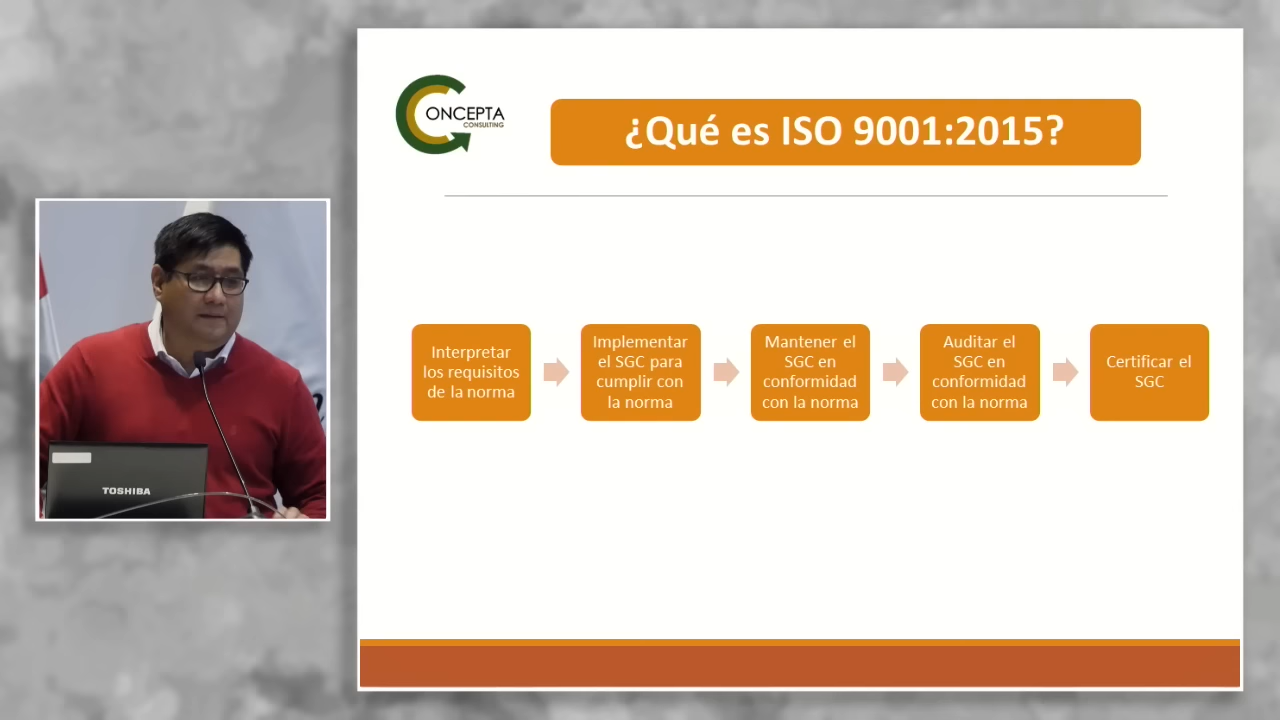 ONCEPTA
CONSULTING
¿Qué es ISO 9001:2015?
Interpretar
los requisitos
de la norma
Implementar
el SGC para
cumplir con
la norma
Mantener el
SGC en
conformidad
con la norma
Auditar el
SGC en
conformidad
con la norma
Certificar el
SGC
TOSHIBA